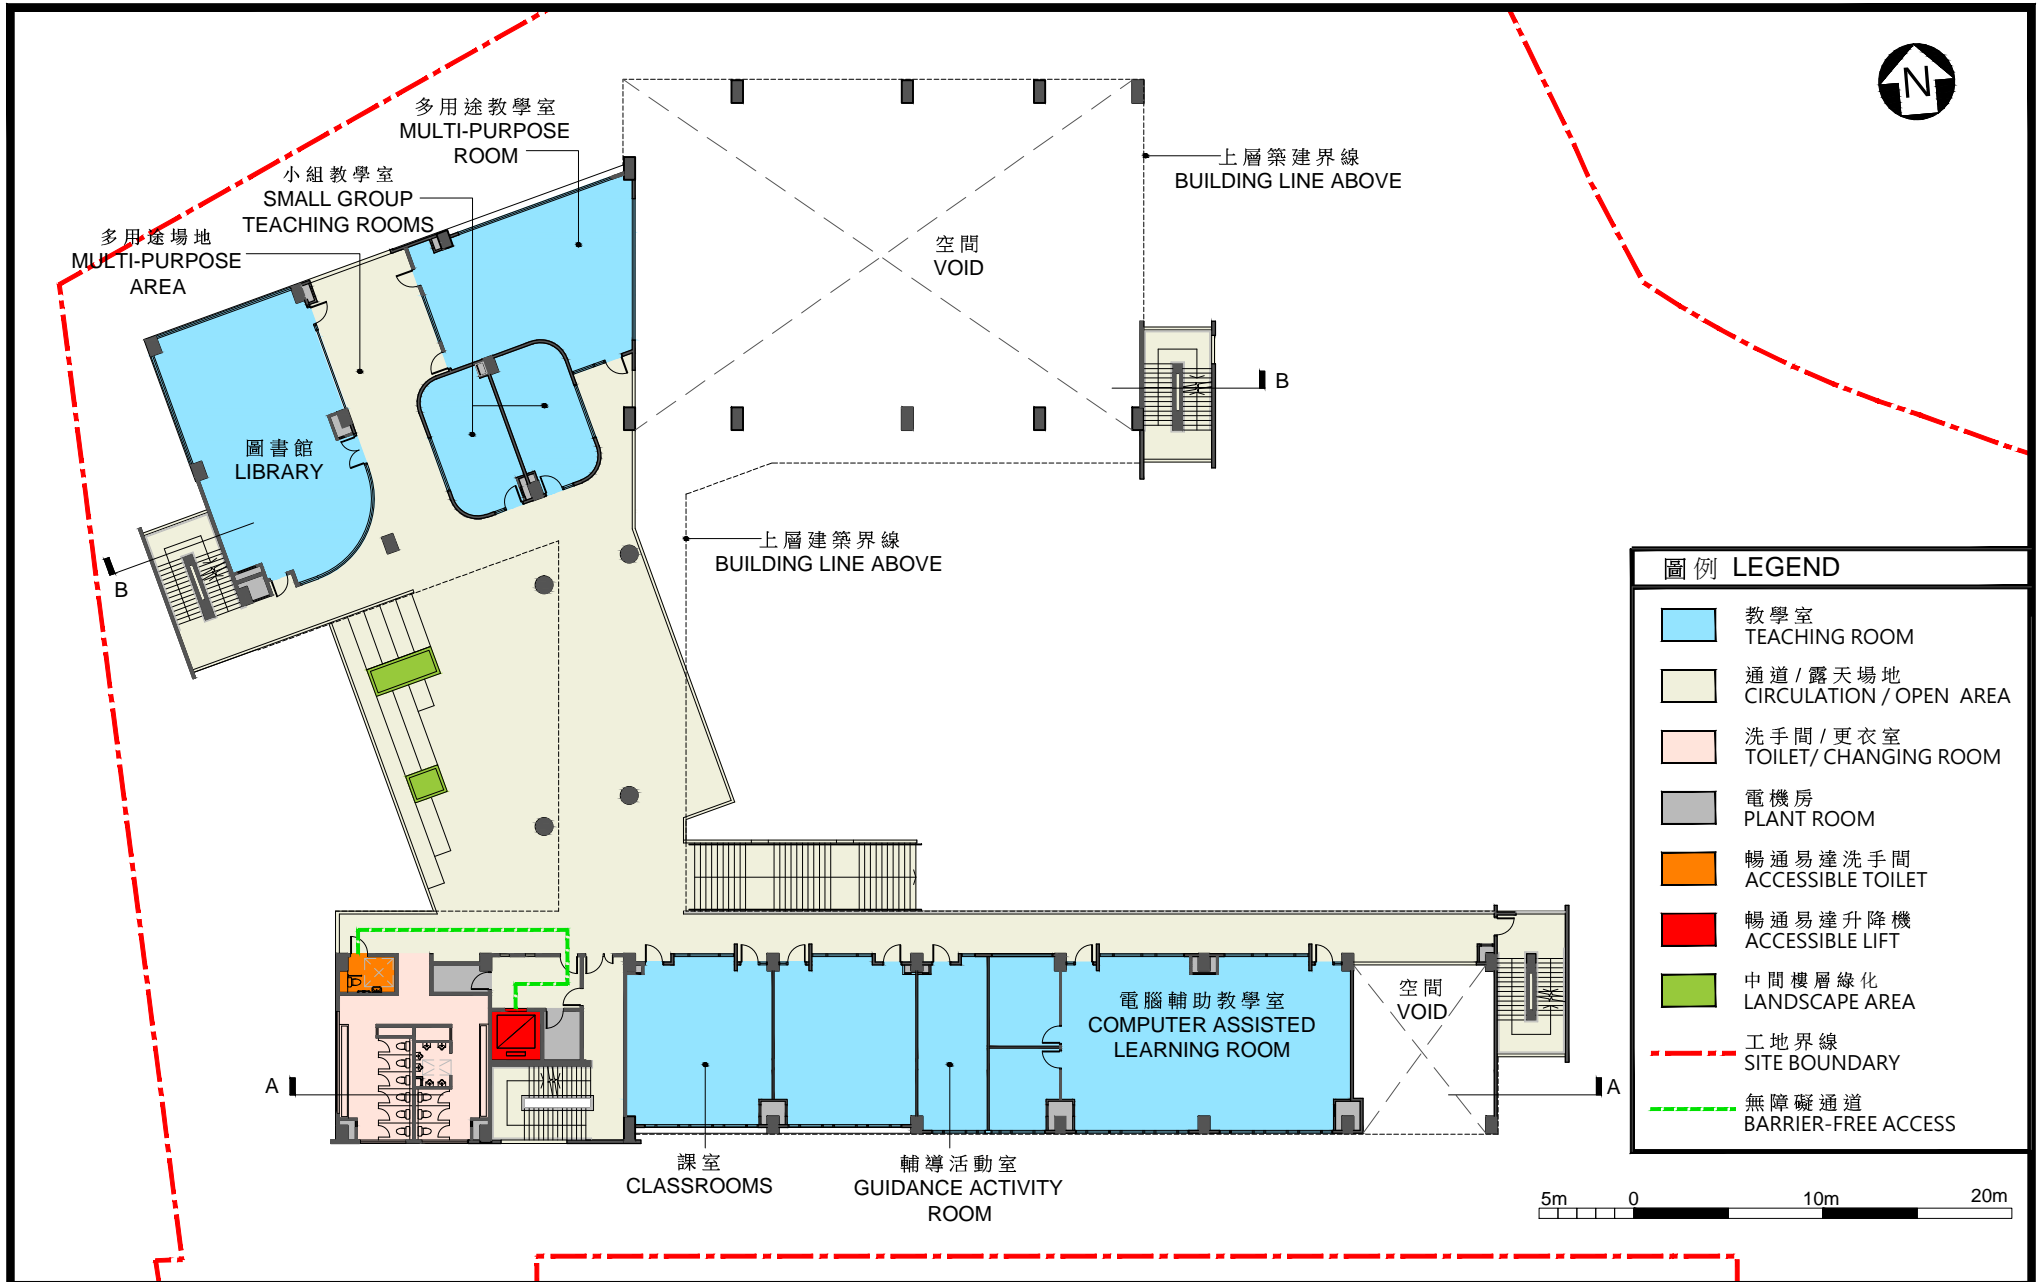 N
多用途教學室
MULTI-PURPOSE
ROOM
小組教學室
SMALL GROUP
TEACHING ROOMS
多用途場地
MULTI-PURPOSE
AREA
上層築建界線
BUILDING LINE ABOVE
空間
VOID
B
圖書館
LIBRARY
上層建築界線
BUILDING LINE ABOVE
B
圖例 LEGEND
教學室
TEACHING ROOM
通道/露天場地
CIRCULATION / OPEN AREA
洗手間/更衣室
TOILET/ CHANGING ROOM
電機房
PLANT ROOM
暢通易達洗手間
ACCESSIBLE TOILET
暢通易達升降機
ACCESSIBLE LIFT
中間樓層綠化
LANDSCAPE AREA
工地界線
SITE BOUNDARY
無障礙通道
BARRIER-FREE ACCESS
電腦輔助教學室
COMPUTER ASSISTED
LEARNING ROOM
空間
VOID
A
A
課室
CLASSROOMS
輔導活動室
GUIDANCE ACTIVITY
ROOM
5m 0 10m 20m